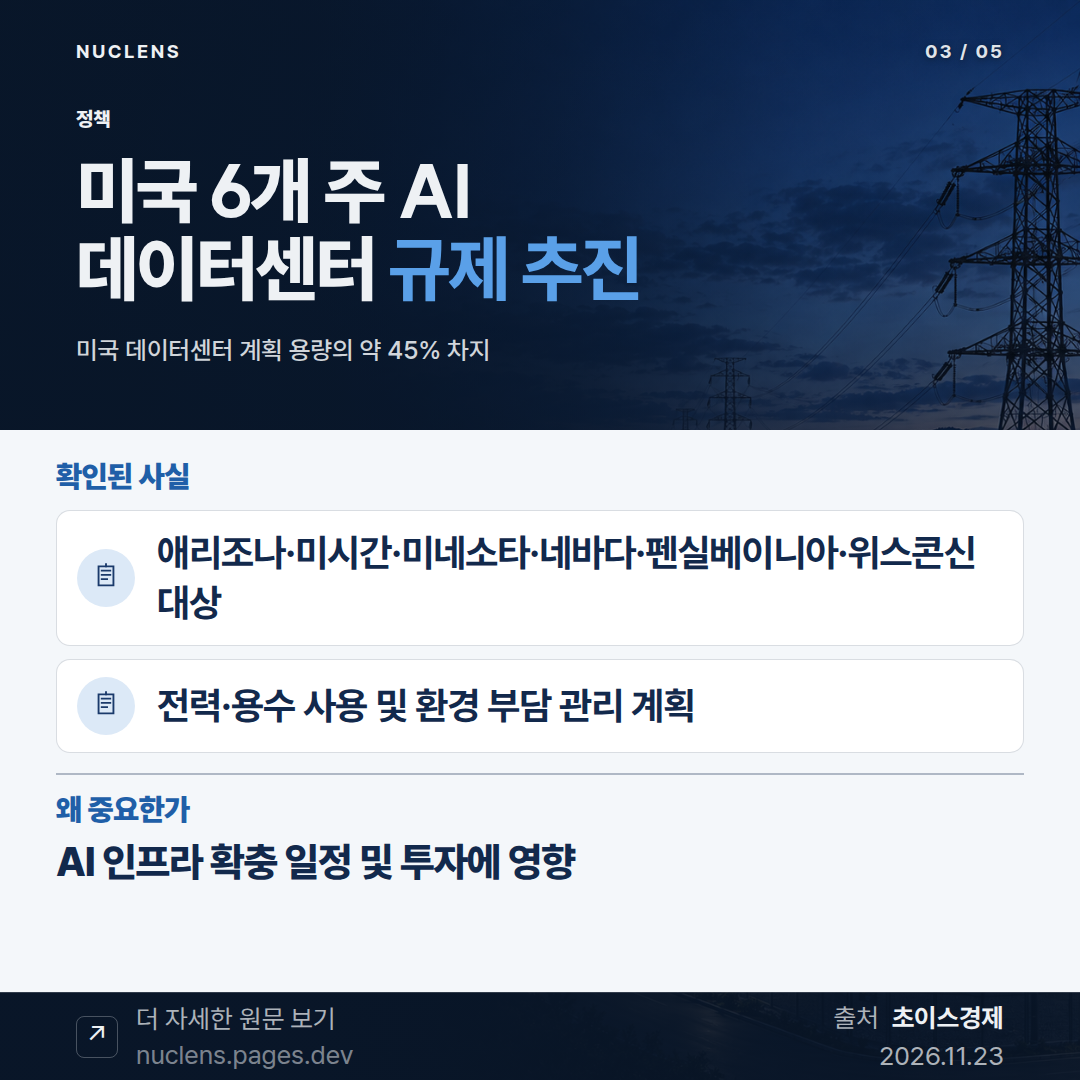 NUCLENS
03 / 05
정책
미국 6개 주 AI
데이터센터 규제 추진
미국 데이터센터 계획 용량의 약 45% 차지
확인된 사실
애리조나·미시간·미네소타·네바다·펜실베이니아·위스콘신
대상
전력·용수 사용 및 환경 부담 관리 계획
왜 중요한가
AI 인프라 확충 일정 및 투자에 영향
더 자세한 원문 보기
nuclens.pages.dev
출처 초이스경제
2026.11.23